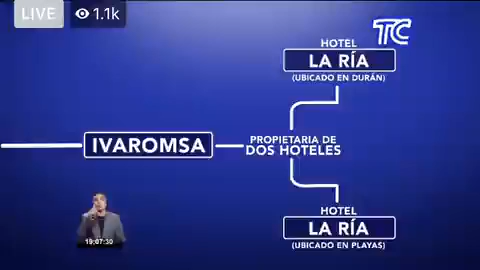 LIVE
1.1k
TC
HOTEL
LA RÍA
(UBICADO EN DURÁN)
IVAROMSA
PROPIETARIA DE
DOS HOTELES
HOTEL
LA RÍA
(UBICADO EN PLAYAS)
19:07:30